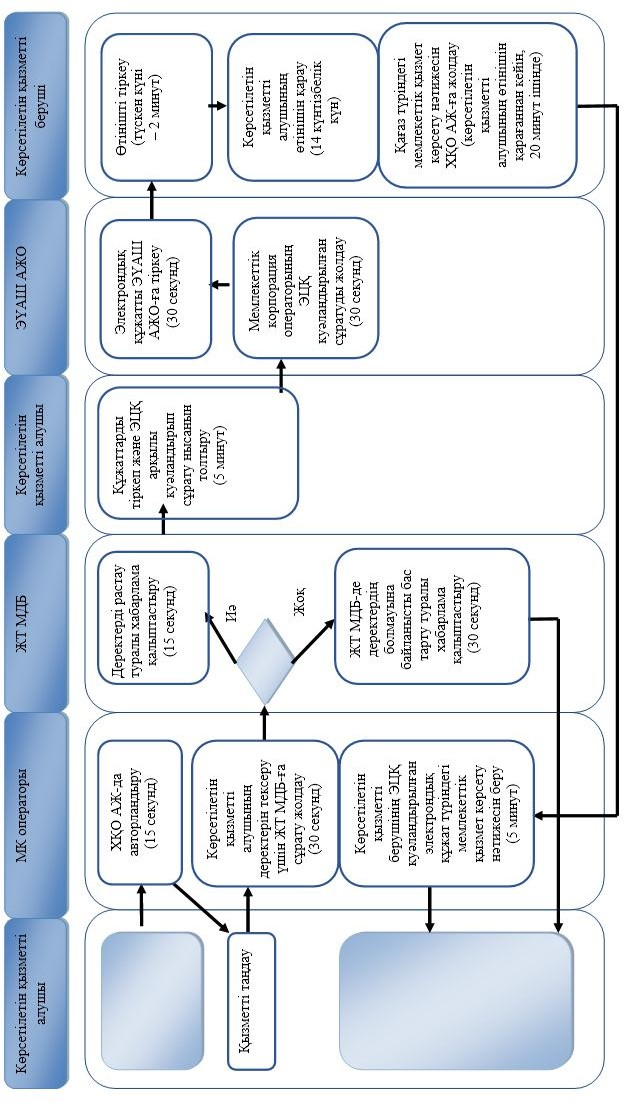 Көрсетілетін қызметті
алушы
МК операторы
ЖТ МДБ
Көрсетілетін
қызметті алушы
ЭҮАШ АЖО
Көрсетілетін қызметті
беруші
Қызметті таңдау
ХҚО АЖ-да
авторландыру
(15 секунд)
Көрсетілетін
қызметті
алушының
деректерін тексеру
үшін ЖТ МДБ-ға
сұрату жолдау
(30 секунд)
Көрсетілетін
қызметті
берушінің ЭЦҚ
куәландырылған
электрондық
құжат түріндегі
мемлекеттік
қызмет көрсету
нәтижесін беру
(5 минут)
Деректерді растау
туралы хабарлама
қалыптастыру
(15 секунд)
Иә
Жоқ
ЖТ МДБ-де
деректердің
болмауына
байланысты бас
тарту туралы
хабарлама
қалыптастыру
(30 секунд)
Құжаттарды
тіркеп және ЭЦҚ
арқылы
куәландырып
сұрату нысанын
толтыру
(5 минут)
Электрондық
құжатты ЭҮАШ
АЖО-ға тіркеу
(30 секунд)
Мемлекеттік
корпорация
операторының
ЭЦҚ
куәландырылған
сұратуды жолдау
(30 секунд)
Өтінішті тіркеу
(түскен күні
– 2 минут)
Көрсетілетін
қызметті
алушының
өтінішін қарау
(14 күнтізбелік
күн)
Қағаз түріндегі
мемлекеттік қызмет
көрсету нәтижесін
ХҚО АЖ-ға жолдау
(көрсетілетін
қызметті
алушының өтінішін
қарағаннан кейін,
20 минут ішінде)